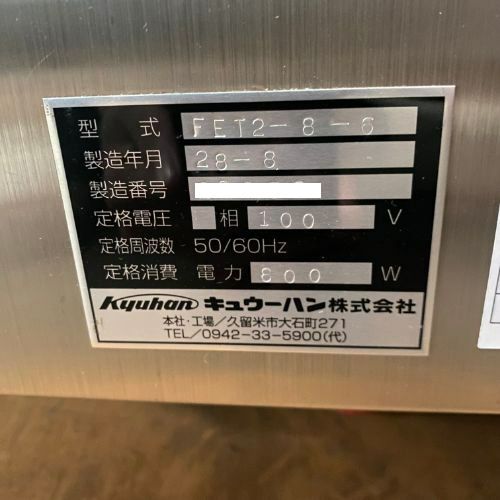 型 式 FET2-8-6
製造年月 28-8
製造番号
定格電圧 相 100 V
定格周波数 50/60Hz
定格消費 電力 800 W
Kyuhan キュウーハン株式会社
本社・工場/久留米市大石町271
TEL/0942-33-5900(代)